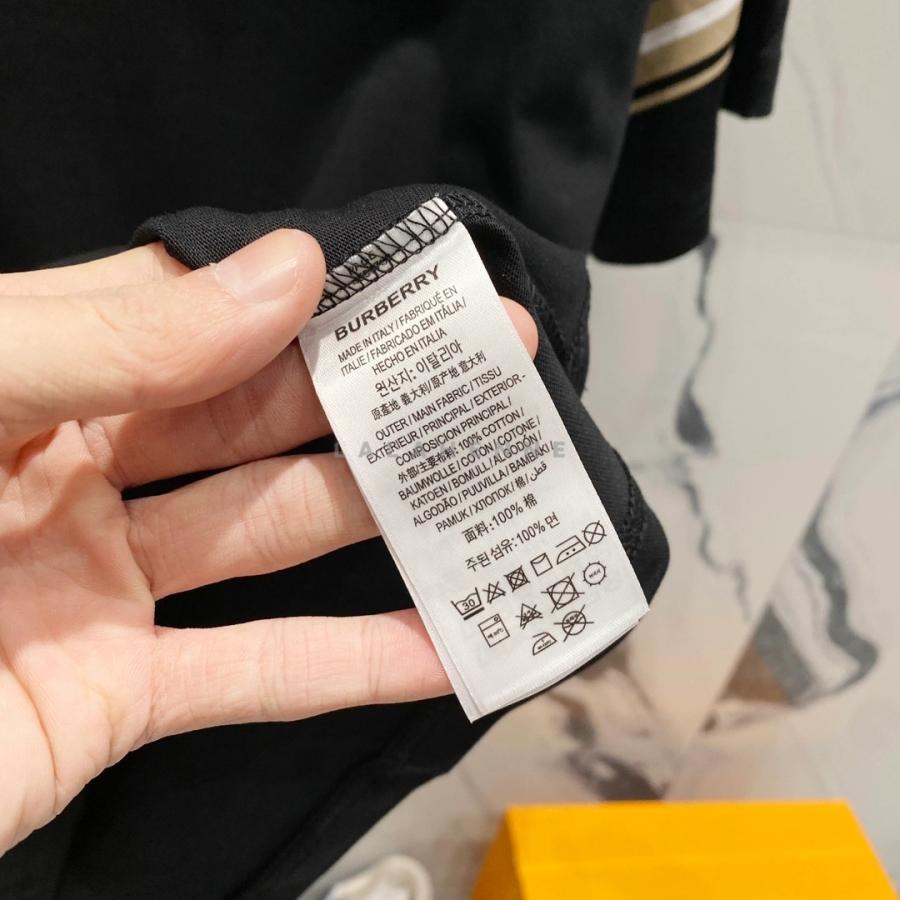 BURBERRY
MADE IN ITALY / FABRIQUÉ EN
ITALIE / FABRICADO EM ITÁLIA /
HECHO EN ITALIA
원산지: 이탈리아
原産地 義大利 / 原产地 意大利
OUTER / MAIN FABRIC / TISSU
EXTERIEUR / PRINCIPAL / EXTERIOR -
COMPOSICION PRINCIPAL /
外部/主要布料: 100% COTTON /
BAUMWOLLE / COTON / COTONE /
KATOEN / BOMULL / ALGODÓN /
ALGODÃO / PUUVILLA / BAMBAKI /
PAMUK / ХЛОПОК / 棉 / قطن
面料: 100% 棉
주된 섬유: 100% 면
30